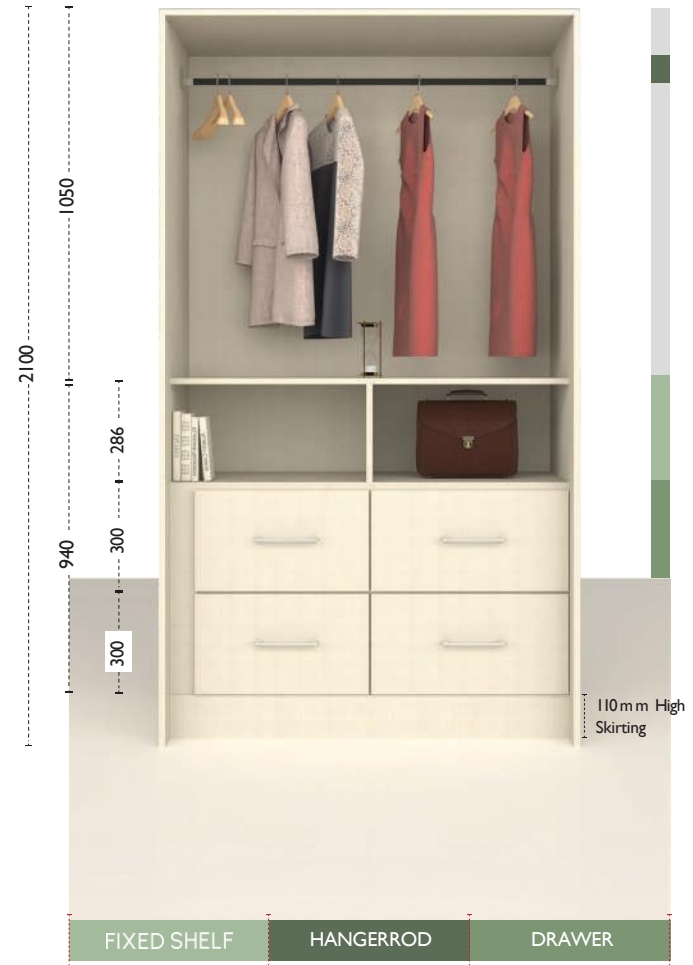 2100
1050
286
940
300
300
110mm High
Skirting
FIXED SHELF
HANGERROD
DRAWER